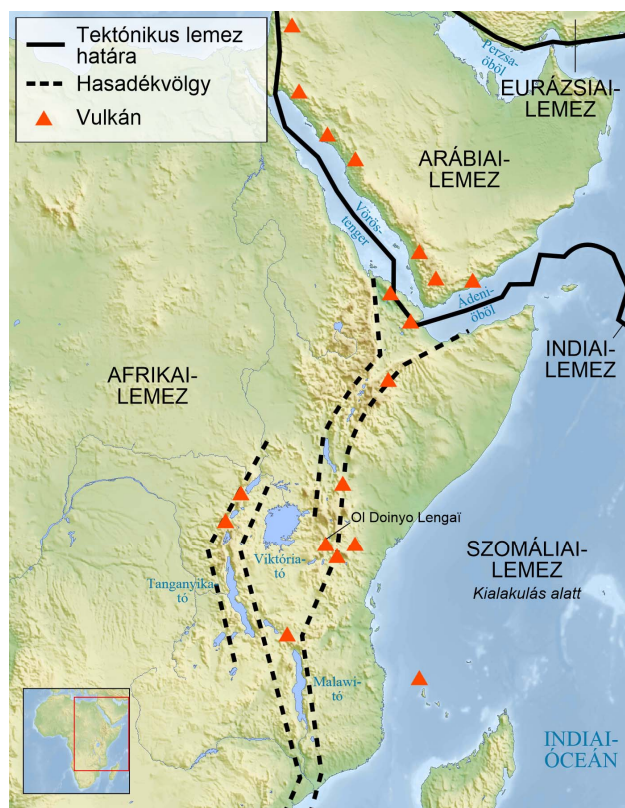 Tektónikus lemez
határa
Hasadékvölgy
Vulkán
Perzsa-
öböl
EURÁZSIAI-
LEMEZ
ARÁBIAI-
LEMEZ
Vörös-
tenger
Ádeni-
öböl
INDIAI-
LEMEZ
AFRIKAI-
LEMEZ
Ol Doinyo Lengaï
Viktória-
tó
SZOMÁLIAI-
LEMEZ
Kialakulás alatt
Tanganyika-
tó
Malawi-
tó
INDIAI-
ÓCEÁN